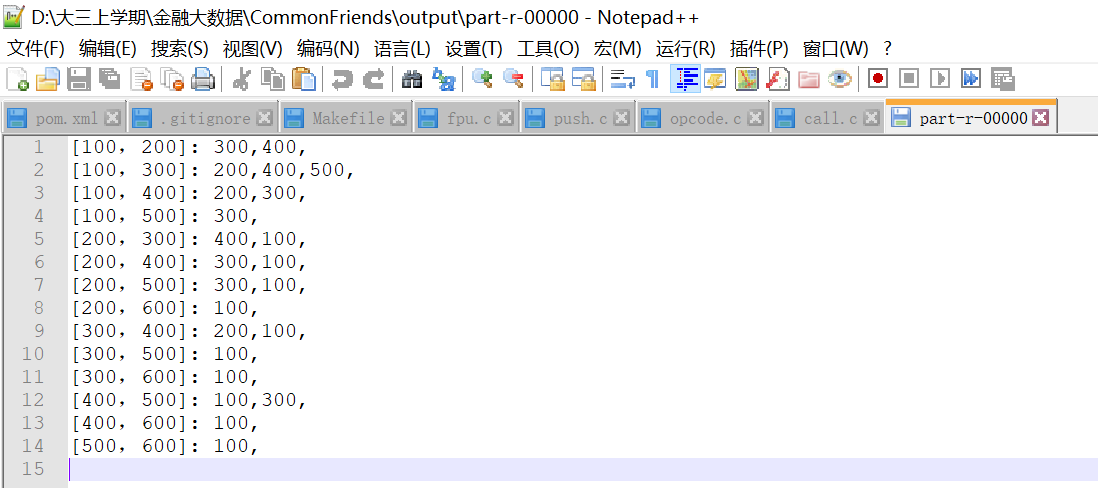 D:\大三上学期\金融大数据\CommonFriends\output\part-r-00000 - Notepad++
文件(F) 编辑(E) 搜索(S) 视图(V) 编码(N) 语言(L) 设置(T) 工具(O) 宏(M) 运行(R) 插件(P) 窗口(W) ?
pom.xml .gitignore Makefile fpu.c push.c opcode.c call.c part-r-00000
1 [100，200]: 300,400,
2 [100，300]: 200,400,500,
3 [100，400]: 200,300,
4 [100，500]: 300,
5 [200，300]: 400,100,
6 [200，400]: 300,100,
7 [200，500]: 300,100,
8 [200，600]: 100,
9 [300，400]: 200,100,
10 [300，500]: 100,
11 [300，600]: 100,
12 [400，500]: 100,300,
13 [400，600]: 100,
14 [500，600]: 100,
15